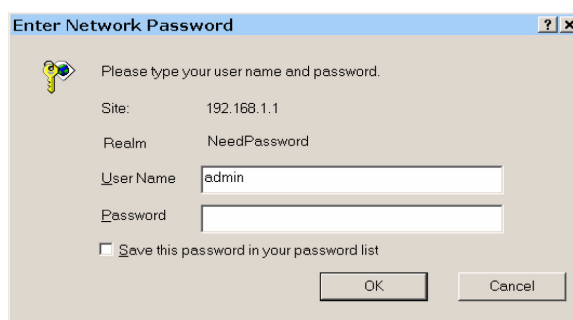 Enter Network Password
Please type your user name and password.
Site: 192.168.1.1
Realm NeedPassword
User Name admin
Password
Save this password in your password list
OK Cancel